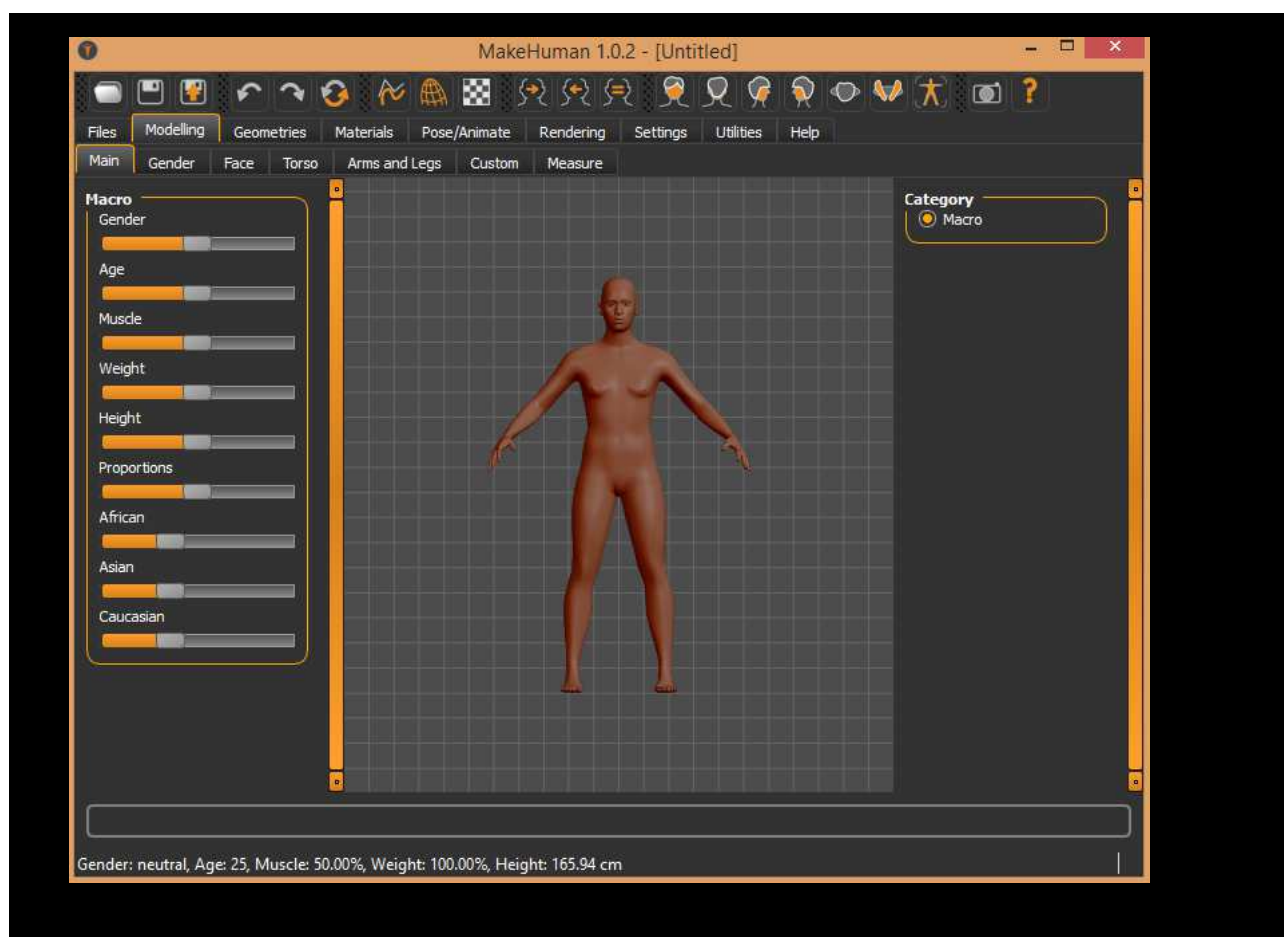 MakeHuman 1.0.2 - [Untitled]
Files Modelling Geometries Materials Pose/Animate Rendering Settings Utilities Help
Main Gender Face Torso Arms and Legs Custom Measure
Macro
Gender
Age
Muscle
Weight
Height
Proportions
African
Asian
Caucasian
Category
Macro
Gender: neutral, Age: 25, Muscle: 50.00%, Weight: 100.00%, Height: 165.94 cm